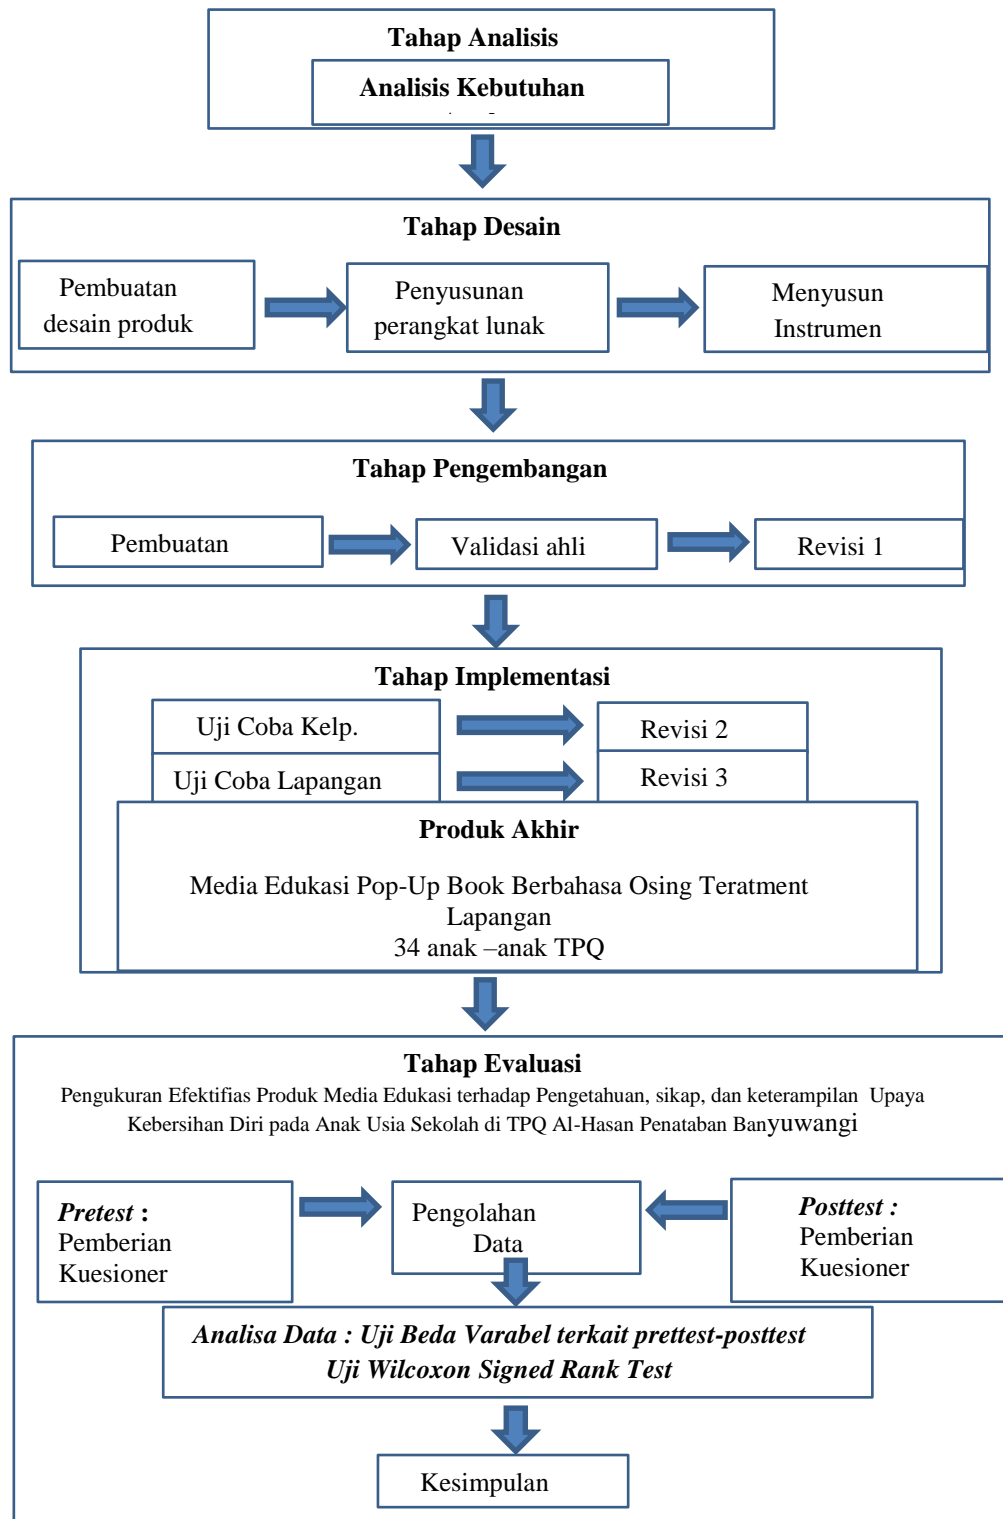 Tahap Analisis
Analisis Kebutuhan
Tahap Desain
Pembuatan
desain produk
Penyusunan
perangkat lunak
Menyusun
Instrumen
Tahap Pengembangan
Pembuatan
Validasi ahli
Revisi 1
Tahap Implementasi
Uji Coba Kelp.
Revisi 2
Uji Coba Lapangan
Revisi 3
Produk Akhir
Media Edukasi Pop-Up Book Berbahasa Osing Teratment
Lapangan
34 anak –anak TPQ
Tahap Evaluasi
Pengukuran Efektifias Produk Media Edukasi terhadap Pengetahuan, sikap, dan keterampilan Upaya
Kebersihan Diri pada Anak Usia Sekolah di TPQ Al-Hasan Penataban Banyuwangi
Pretest :
Pemberian
Kuesioner
Pengolahan
Data
Posttest :
Pemberian
Kuesioner
Analisa Data : Uji Beda Varabel terkait prettest-posttest
Uji Wilcoxon Signed Rank Test
Kesimpulan